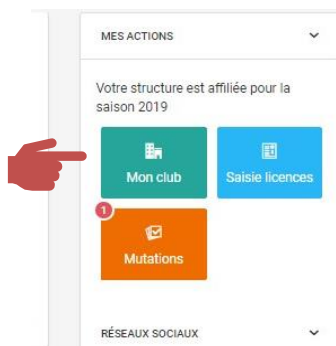 MES ACTIONS
Votre structure est affiliée pour la
saison 2019
Mon club
Saisie licences
1
Mutations
RÉSEAUX SOCIAUX